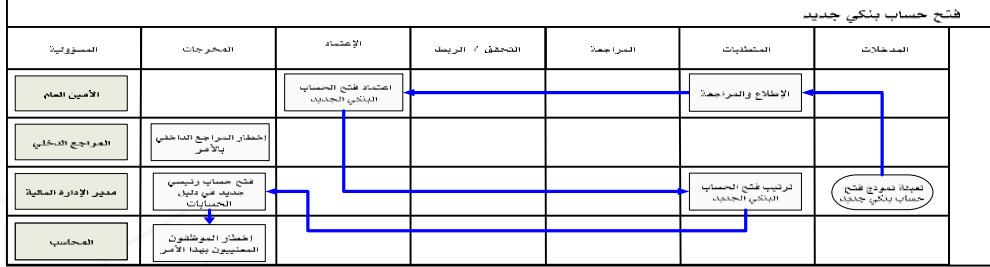 فتح حساب بنكي جديد
المدخلات
المتطلبات
المراجعة
التحقق / الربط
الإعتماد
المخرجات
المسؤولية
الإطلاع والمراجعة
اعتماد فتح الحساب
البنكي الجديد
الأمين العام
إخطار المراجع الداخلي
بالأمر
المراجع الدخلي
تعبئة نموذج فتح
حساب بنكي جديد
ترتيب فتح الحساب
البنكي الجديد
فتح حساب رئيسي
جديد في دليل
الحسابات
مدير الإدارة المالية
إخطار الموظفون
المعنييون بهذا الأمر
المحاسب